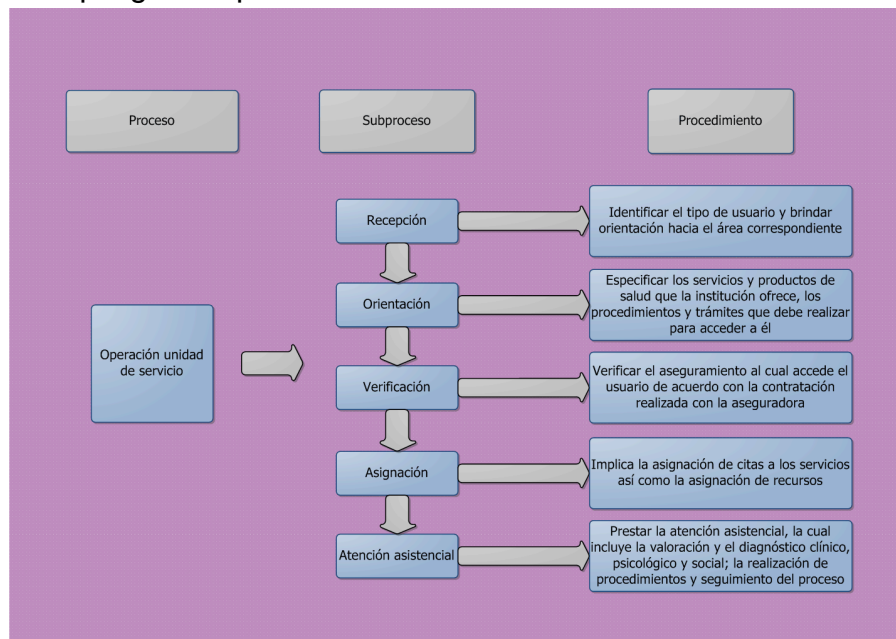 Proceso
Subproceso
Procedimiento
Operación unidad
de servicio
Recepción
Identificar el tipo de usuario y brindar
orientación hacia el área correspondiente
Orientación
Especificar los servicios y productos de
salud que la institución ofrece, los
procedimientos y trámites que debe realizar
para acceder a él
Verificación
Verificar el aseguramiento al cual accede el
usuario de acuerdo con la contratación
realizada con la aseguradora
Asignación
Implica la asignación de citas a los servicios
así como la asignación de recursos
Atención asistencial
Prestar la atención asistencial, la cual
incluye la valoración y el diagnóstico clínico,
psicológico y social; la realización de
procedimientos y seguimiento del proceso